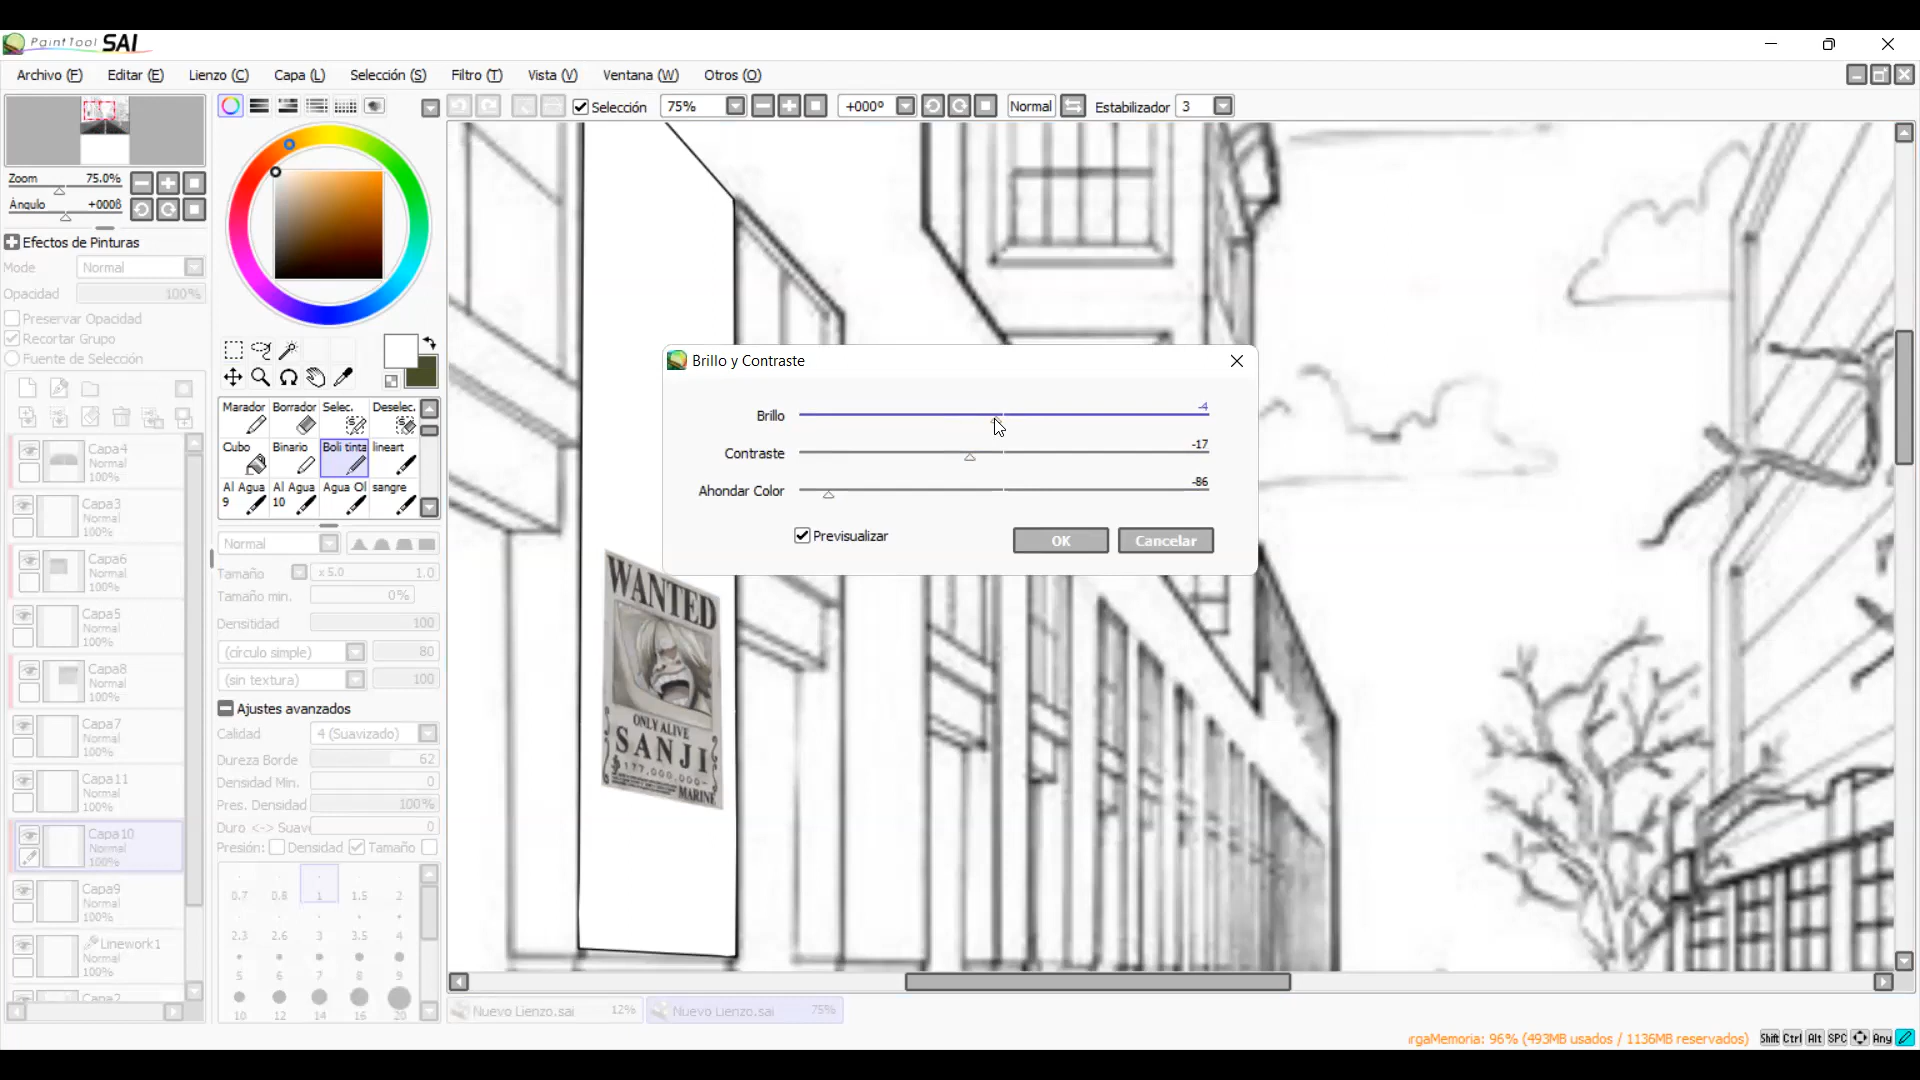 PaintTool SAI
Archivo (F) Editar (E) Lienzo (C) Capa (L) Selección (S) Filtro (T) Vista (V) Ventana (W) Otros (O)
Selección 75% +000º Normal Estabilizador 3
Zoom 75.0%
Ángulo +000ß
Efectos de Pinturas
Mode Normal
Opacidad 100%
Preservar Opacidad
Recortar Grupo
Fuente de Selección
Capa4
Normal
100%
Capa3
Normal
100%
Capa6
Normal
100%
Capa5
Normal
100%
Capa8
Normal
100%
Capa7
Normal
100%
Capa11
Normal
100%
Capa10
Normal
100%
Capa9
Normal
100%
Linework1
Normal
100%
Capa2
Marador Borrador Selec. Deselec.
Cubo Binario Boli tinta lineart
Al Agua 9 Al Agua 10 Agua Ol sangre
Normal
Tamaño x 5.0 1.0
Tamaño min. 0%
Densitidad 100
(círculo simple) 80
(sin textura) 100
Ajustes avanzados
Calidad 4 (Suavizado)
Dureza Borde 62
Densidad Min. 0
Pres. Densidad 100%
Duro <-> Suav 0
Presión: Densidad Tamaño
0.7 0.8 1 1.5 2
2.3 2.6 3 3.5 4
5 6 7 8 9
10 12 14 16 20
Brillo y Contraste
Brillo -4
Contraste -17
Ahondar Color -86
Previsualizar OK Cancelar
WANTED
ONLY ALIVE
SANJI
177,000,000-
MARINE
Nuevo Lienzo.sai 12% Nuevo Lienzo.sai 75%
rgaMemoria: 96% (493MB usados / 1136MB reservados) Shift Ctrl Alt SPC Any